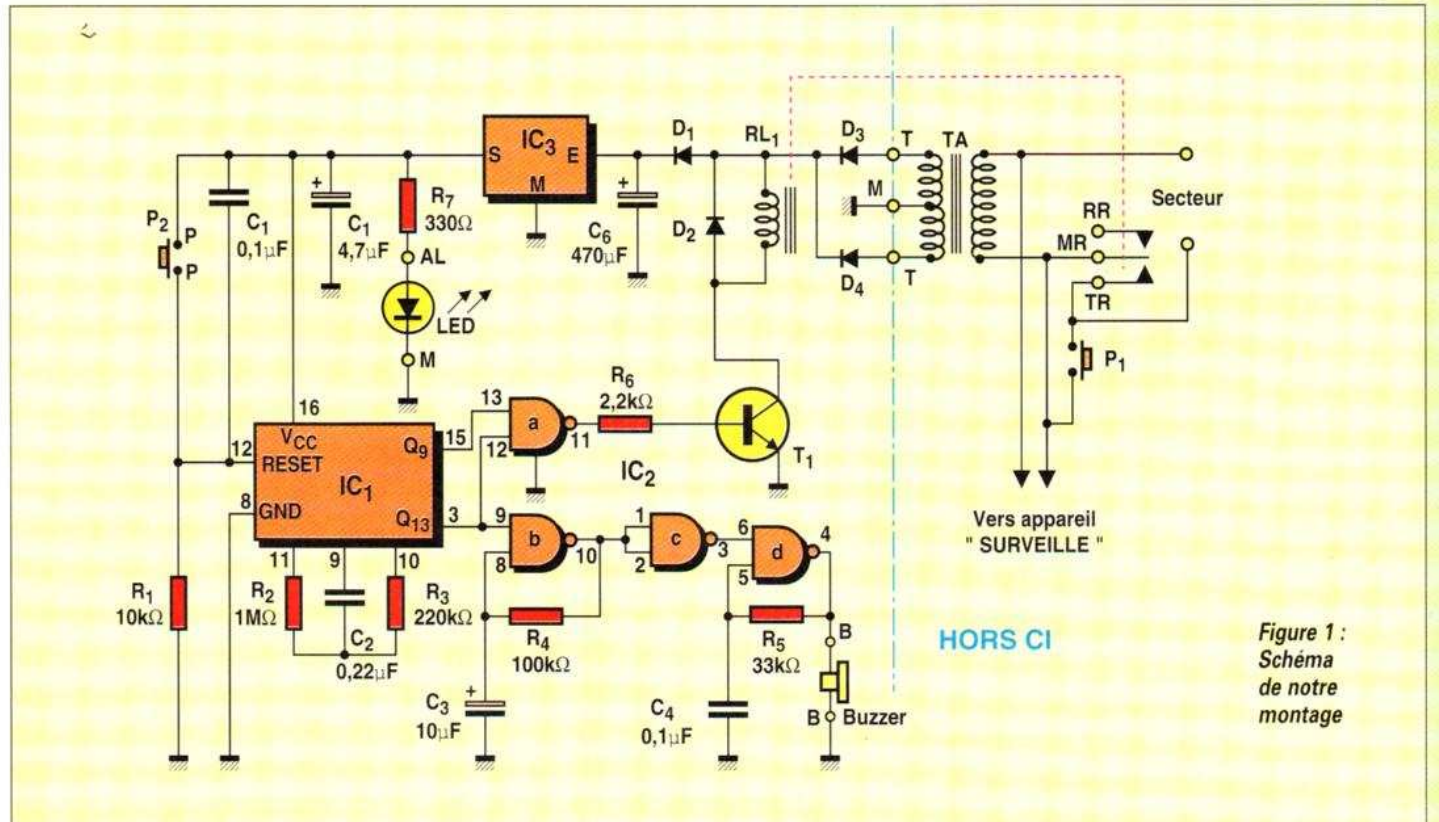 IC3
S
E
M
D1
RL1
D3
T
TA
M
D4
T
Secteur
RR
MR
TR
P1
P2
P
P
C1
0,1µF
C1
4,7µF
R7
330Ω
AL
LED
M
C6
470µF
D2
R6
2,2kΩ
T1
16
VCC
12
RESET
8
GND
IC1
Q9
15
Q13
3
11
9
10
13
12
a
11
IC2
9
8
b
10
1
2
c
3
6
5
d
4
R1
10kΩ
R2
1MΩ
C2
0,22µF
R3
220kΩ
R4
100kΩ
C3
10µF
R5
33kΩ
C4
0,1µF
B
B
Buzzer
Vers appareil
" SURVEILLE "
HORS CI
Figure 1 :
Schéma
de notre
montage